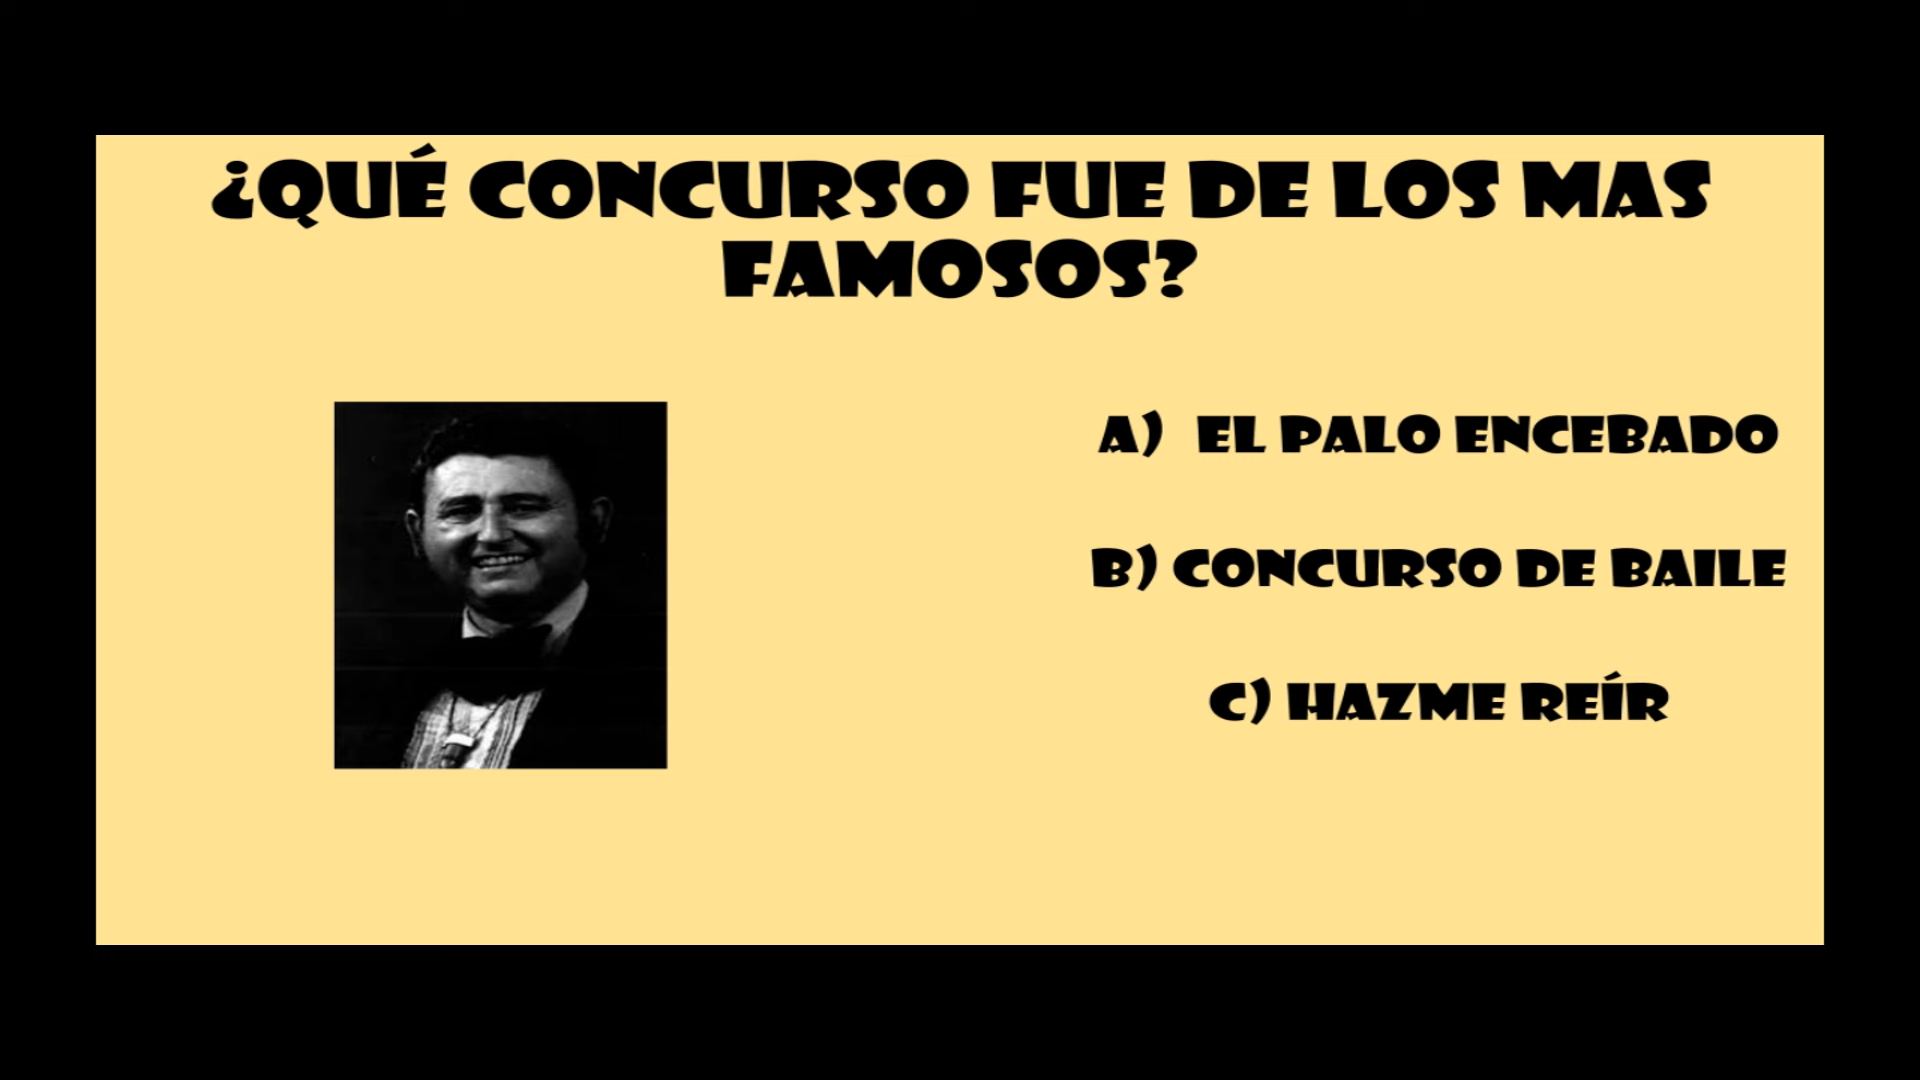 ¿QUÉ CONCURSO FUE DE LOS MAS
FAMOSOS?
A) EL PALO ENCEBADO
B) CONCURSO DE BAILE
C) HAZME REÍR